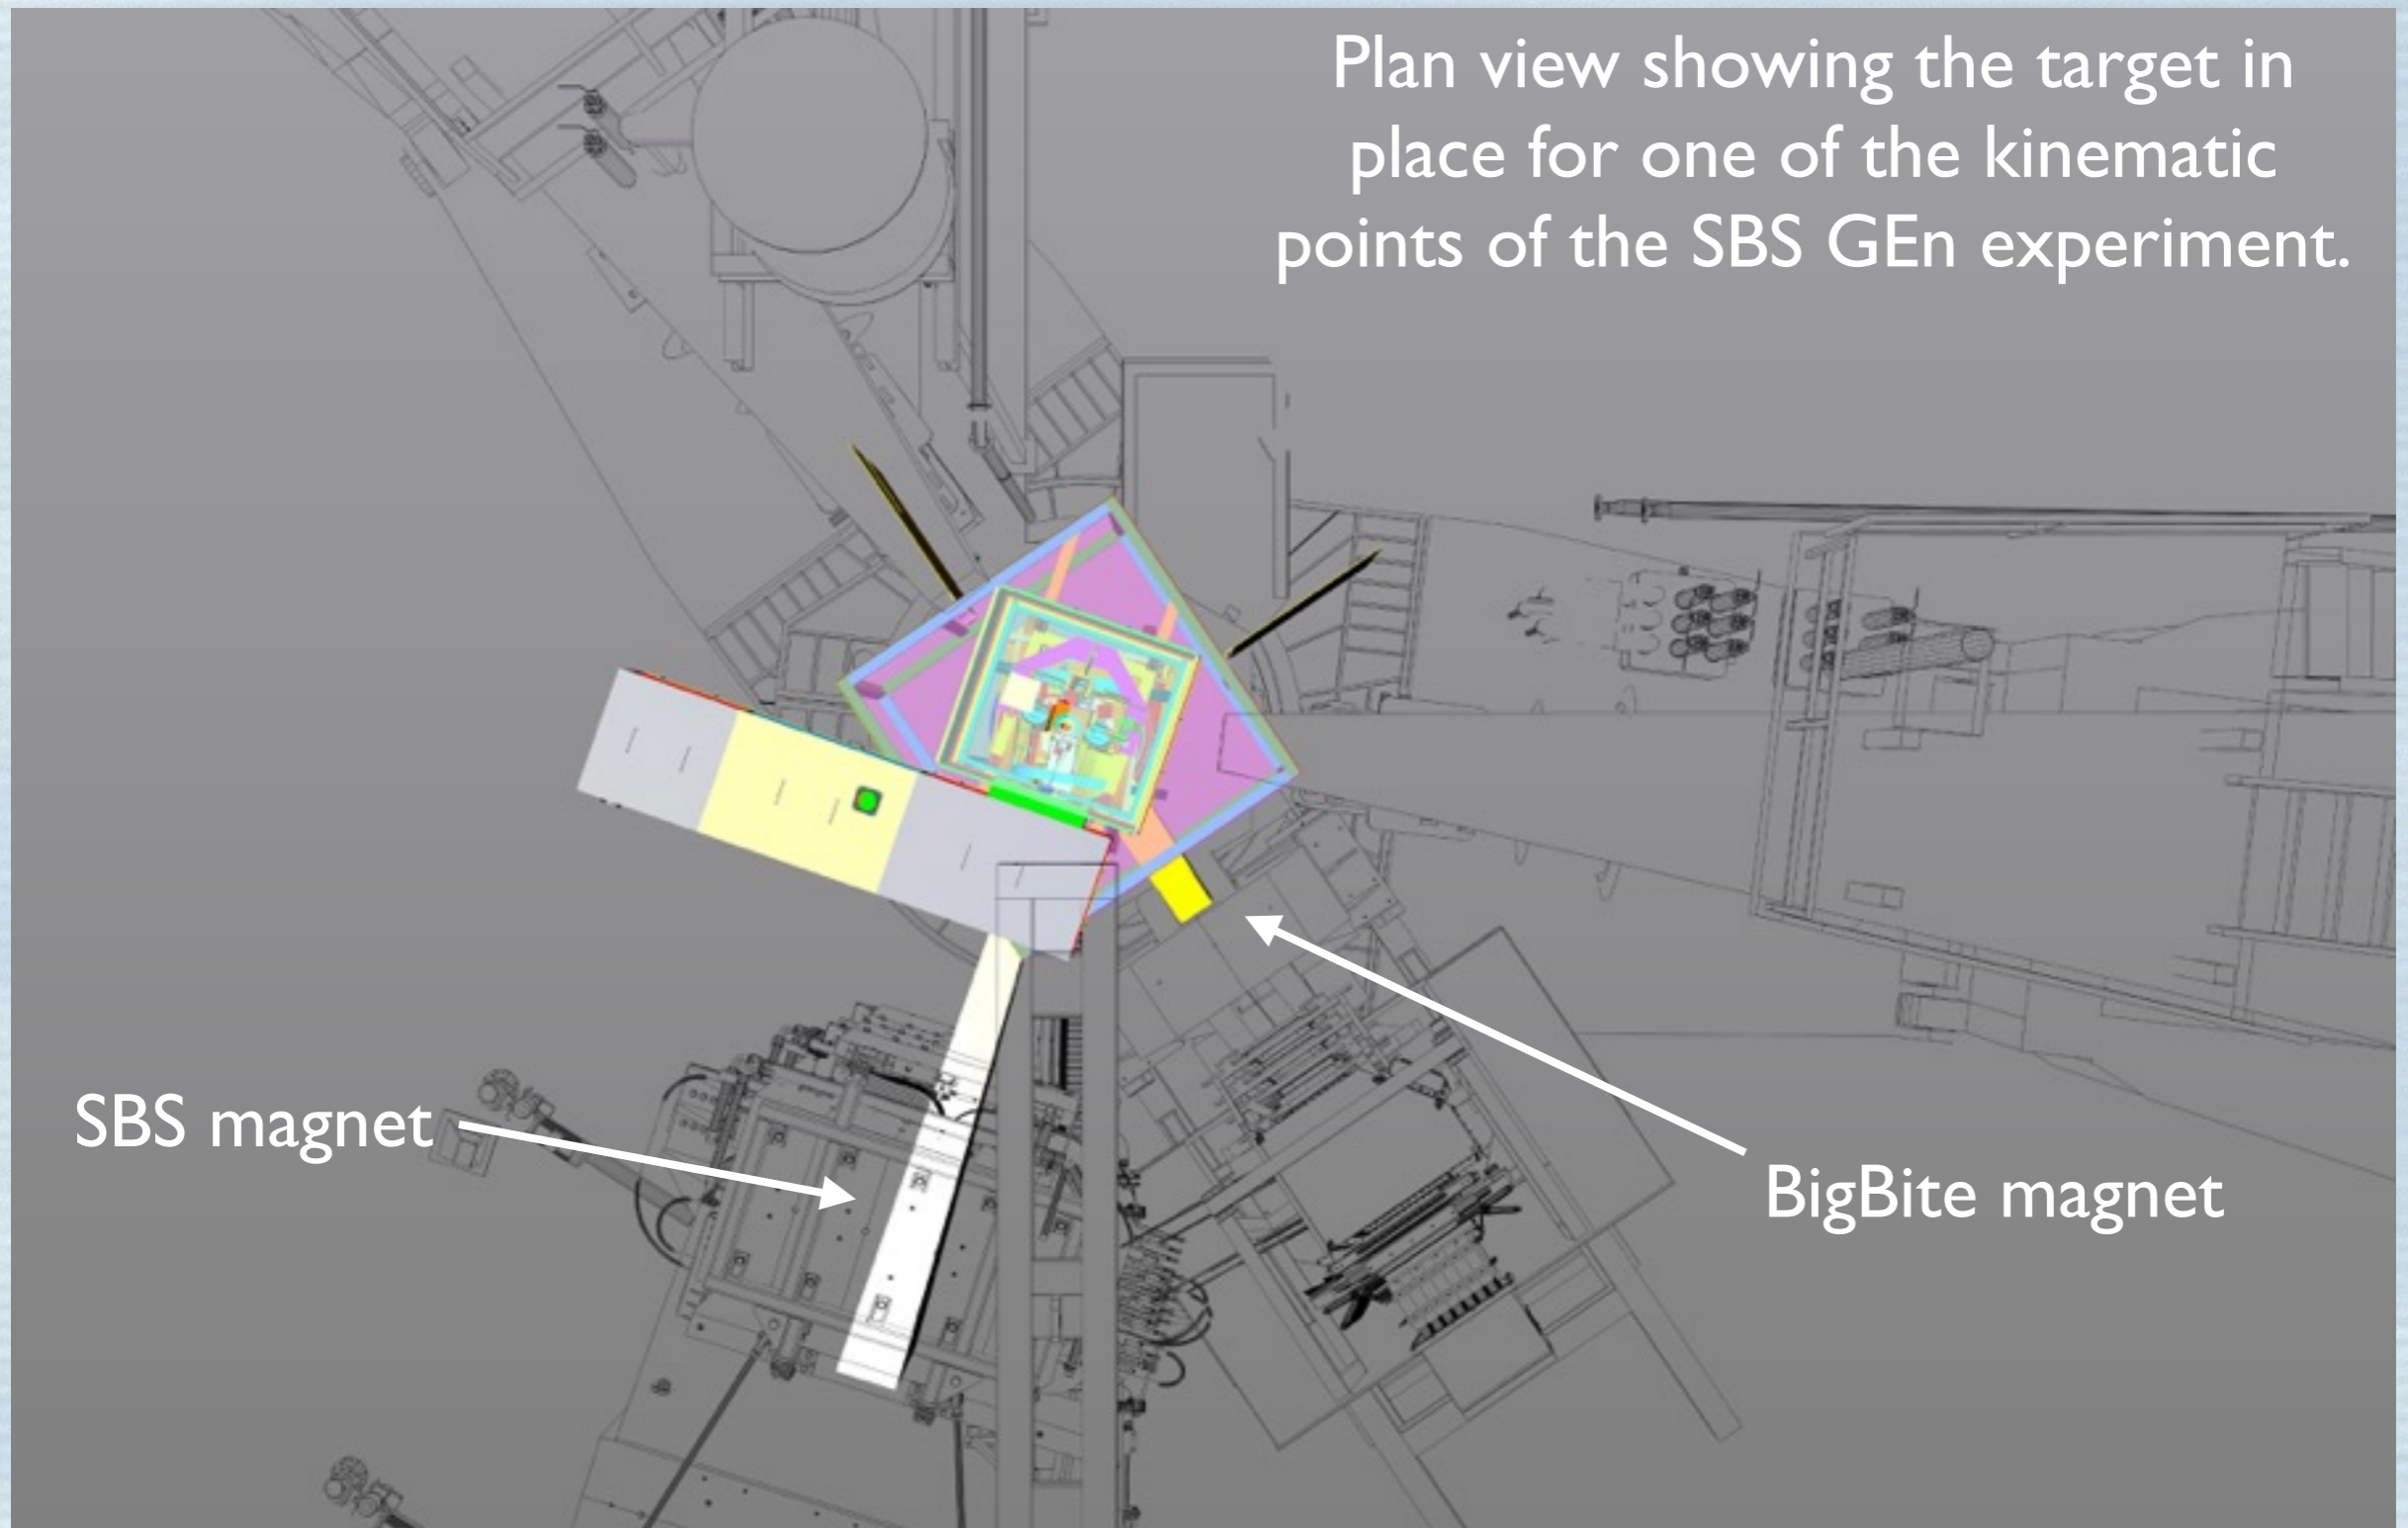 Plan view showing the target in
place for one of the kinematic
points of the SBS GEn experiment.
SBS magnet
BigBite magnet